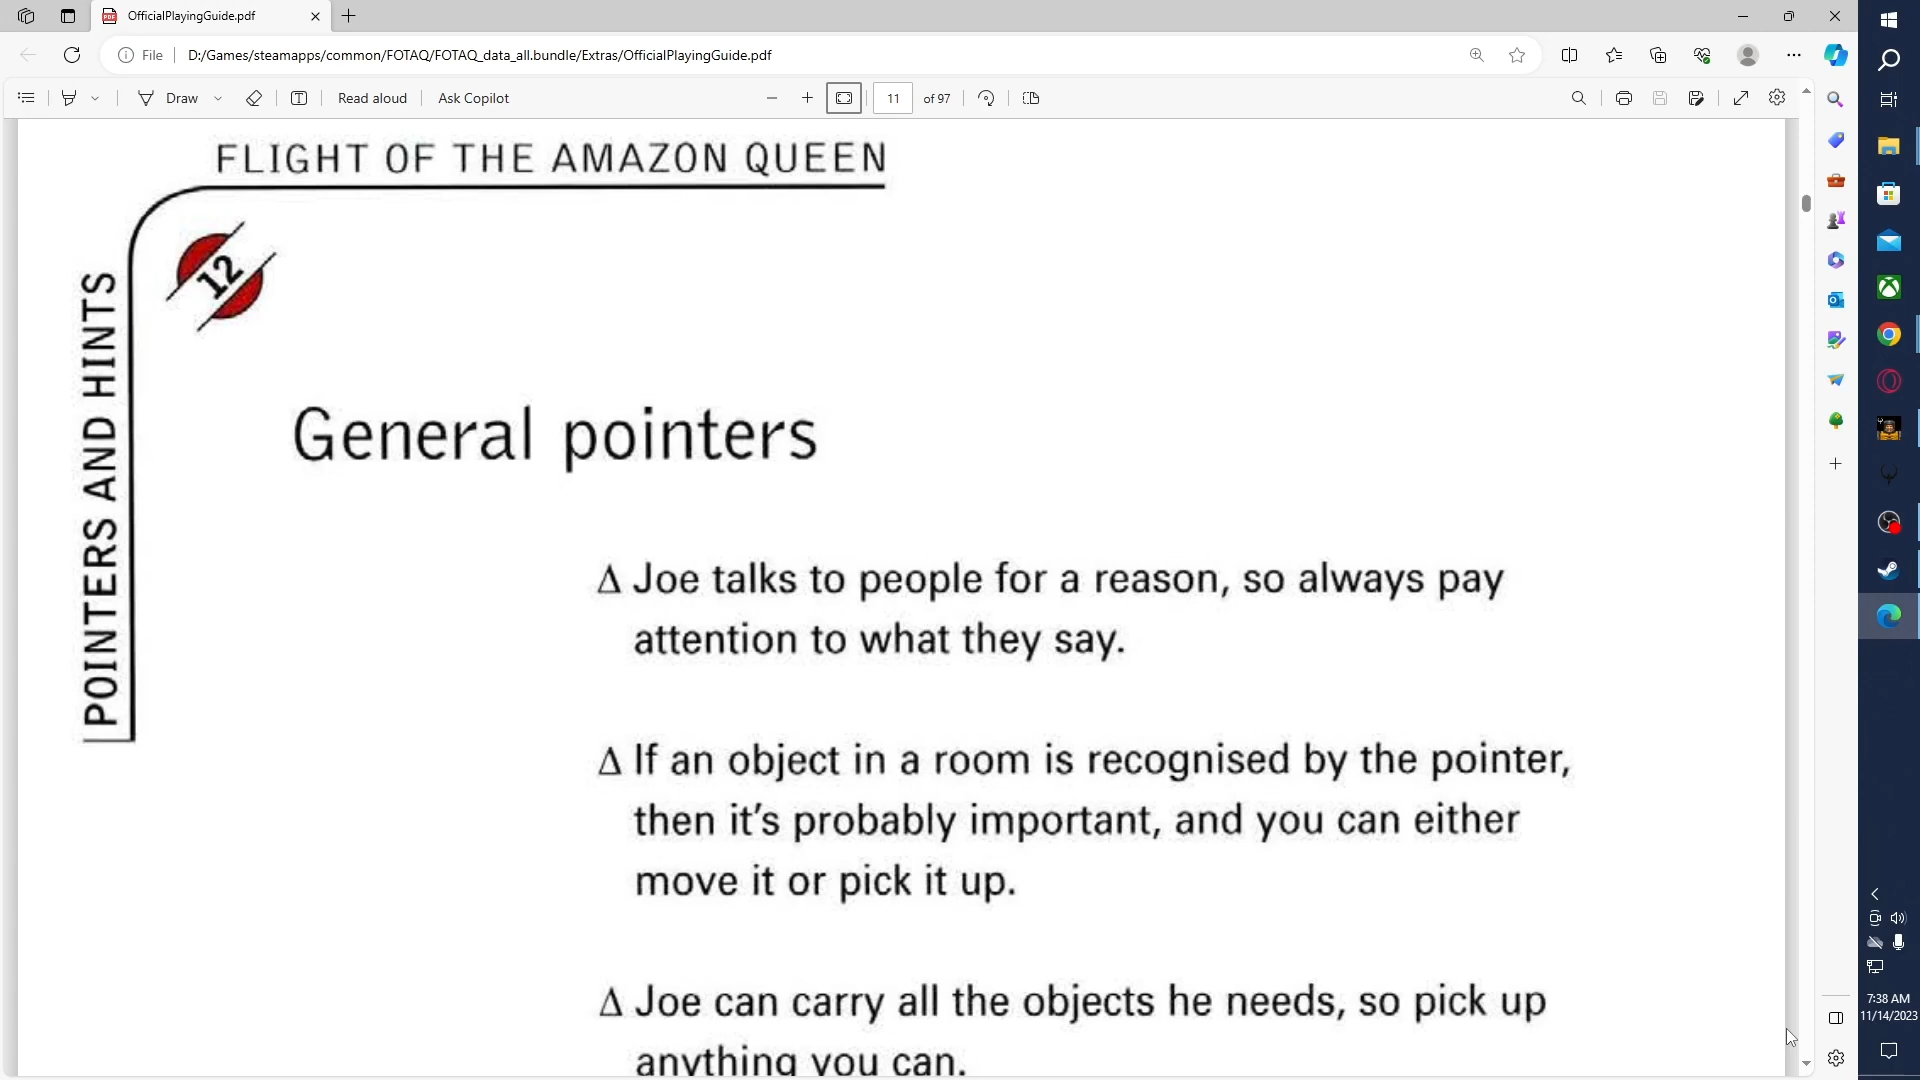 OfficialPlayingGuide.pdf
File
D:/Games/steamapps/common/FOTAQ/FOTAQ_data_all.bundle/Extras/OfficialPlayingGuide.pdf
Draw
Read aloud
Ask Copilot
11
of 97
FLIGHT OF THE AMAZON QUEEN
12
POINTERS AND HINTS
General pointers
Δ Joe talks to people for a reason, so always pay
attention to what they say.
Δ If an object in a room is recognised by the pointer,
then it's probably important, and you can either
move it or pick it up.
Δ Joe can carry all the objects he needs, so pick up
anything you can.
7:38 AM
11/14/2023